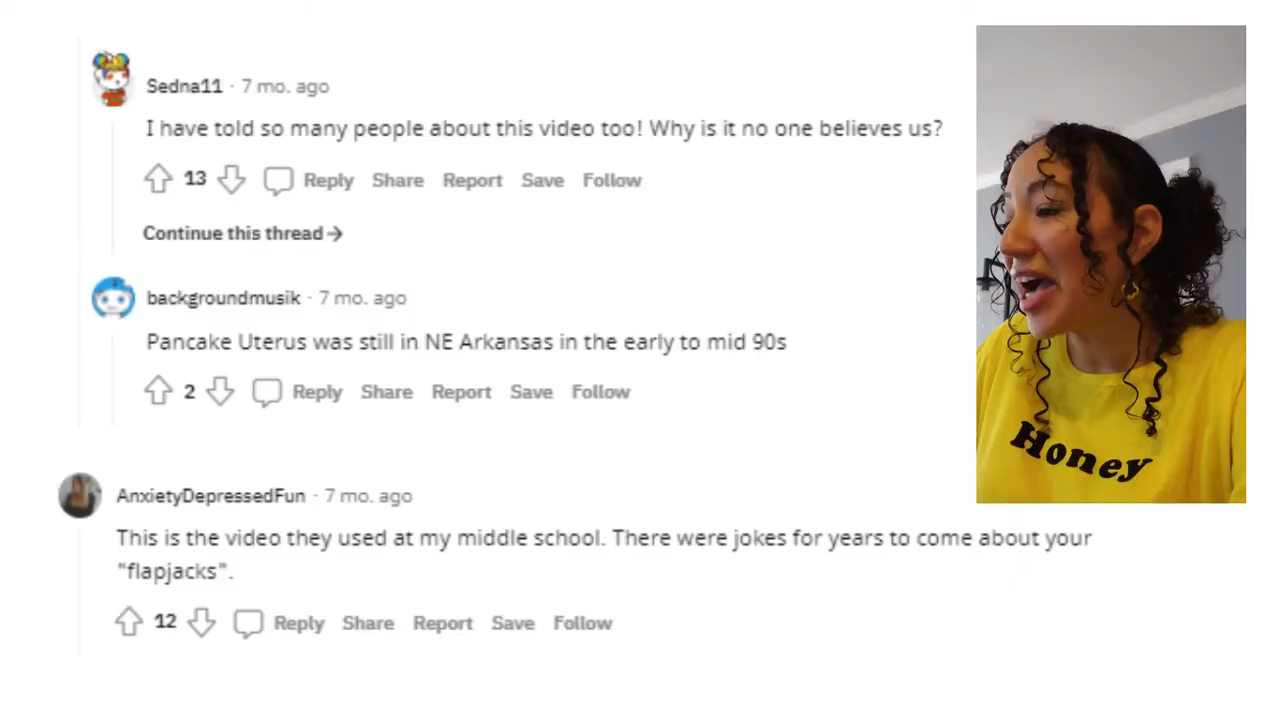 Sedna11 · 7 mo. ago
I have told so many people about this video too! Why is it no one believes us?
13 Reply Share Report Save Follow
Continue this thread→
backgroundmusik · 7 mo. ago
Pancake Uterus was still in NE Arkansas in the early to mid 90s
2 Reply Share Report Save Follow
Honey
AnxietyDepressedFun · 7 mo. ago
This is the video they used at my middle school. There were jokes for years to come about your
"flapjacks".
12 Reply Share Report Save Follow